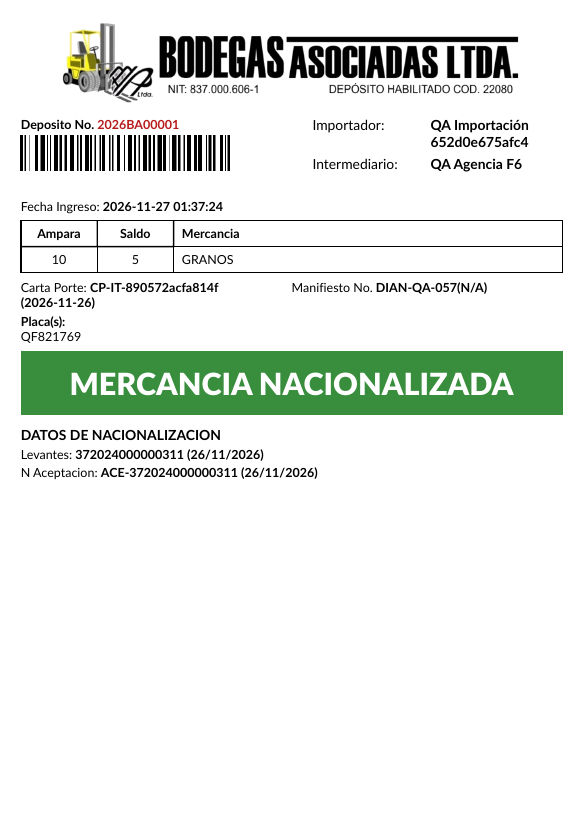 BODEGAS ASOCIADAS LTDA.
Ltda.
NIT: 837.000.606-1 DEPÓSITO HABILITADO COD. 22080
Deposito No. 2026BA00001
Importador: QA Importación
652d0e675afc4
Intermediario: QA Agencia F6
Fecha Ingreso: 2026-11-27 01:37:24
Ampara Saldo Mercancia
10 5 GRANOS
Carta Porte: CP-IT-890572acfa814f
(2026-11-26)
Manifiesto No. DIAN-QA-057(N/A)
Placa(s):
QF821769
MERCANCIA NACIONALIZADA
DATOS DE NACIONALIZACION
Levantes: 372024000000311 (26/11/2026)
N Aceptacion: ACE-372024000000311 (26/11/2026)